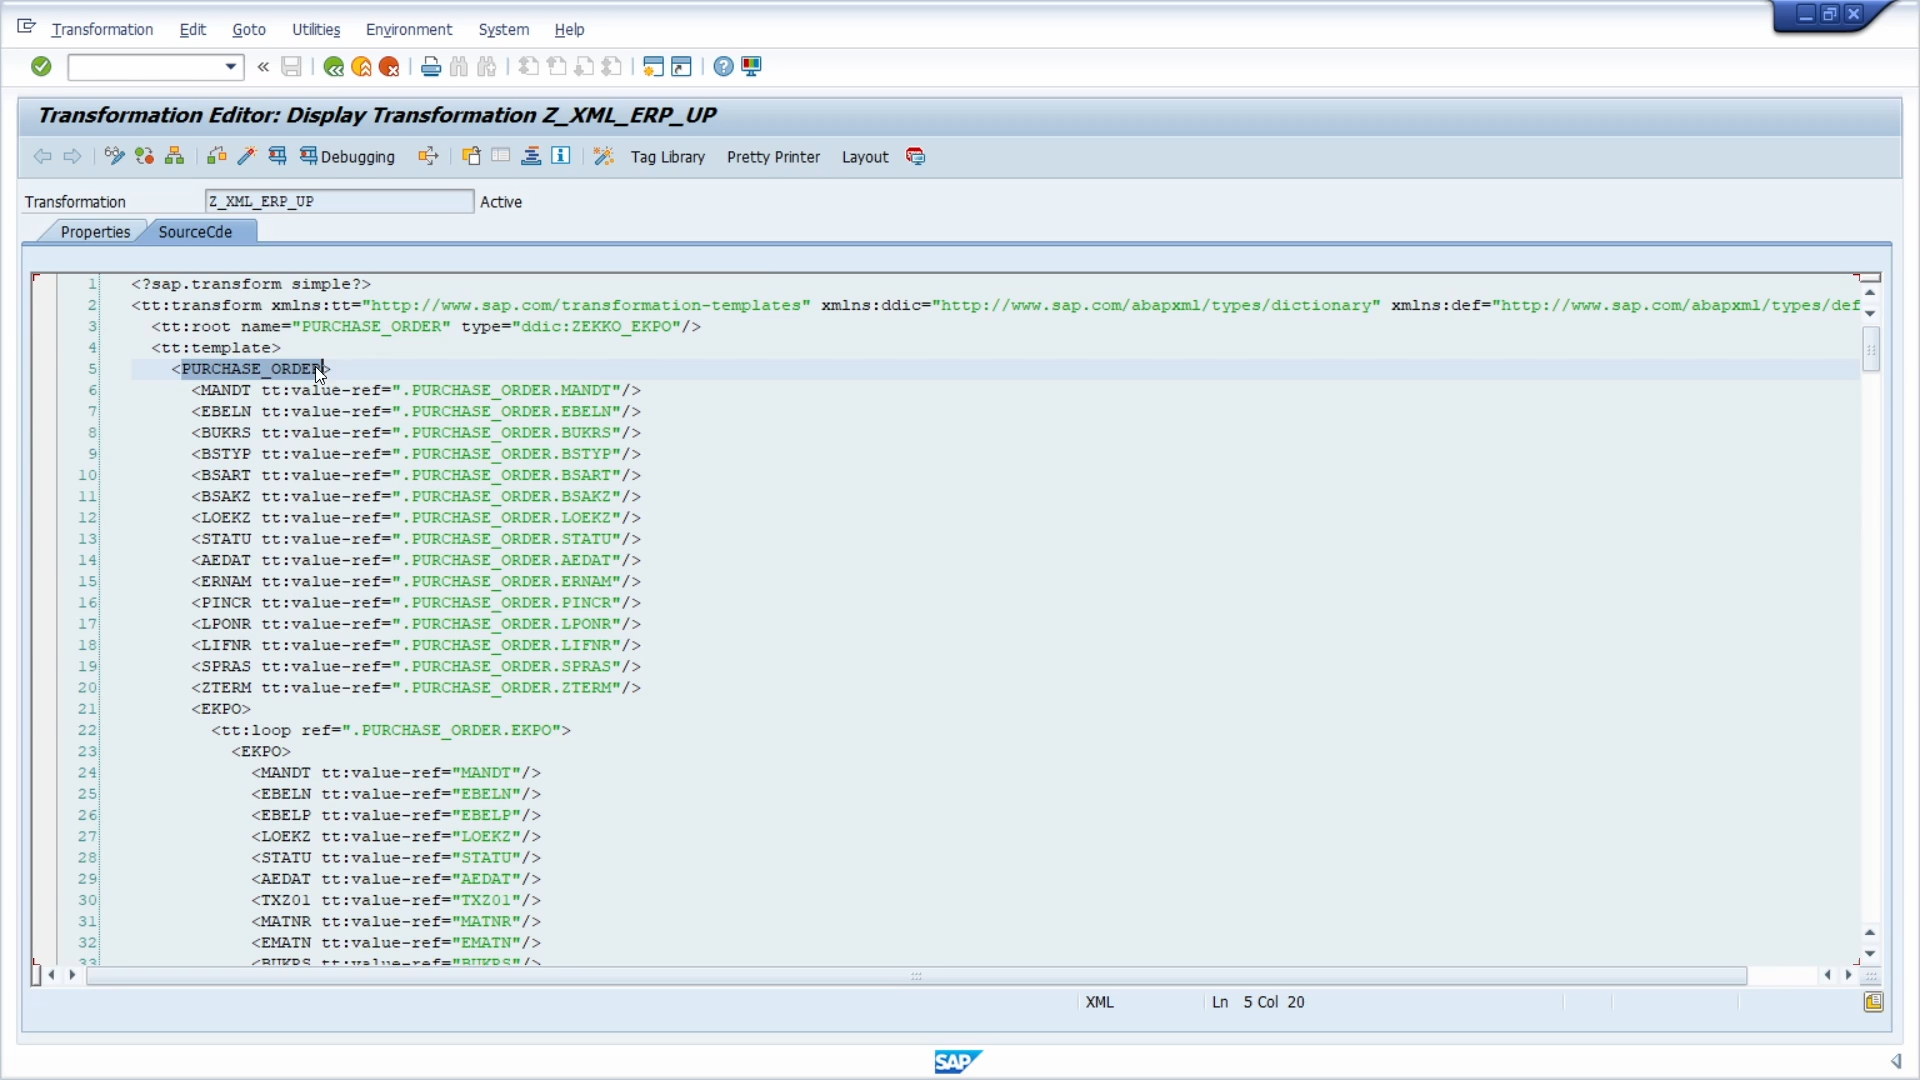 Transformation Edit Goto Utilities Environment System Help
Transformation Editor: Display Transformation Z_XML_ERP_UP
Debugging Tag Library Pretty Printer Layout
Transformation Z_XML_ERP_UP Active
Properties SourceCde
1 <?sap.transform simple?>
2 <tt:transform xmlns:tt="http://www.sap.com/transformation-templates" xmlns:ddic="http://www.sap.com/abapxml/types/dictionary" xmlns:def="http://www.sap.com/abapxml/types/def
3 <tt:root name="PURCHASE_ORDER" type="ddic:ZEKKO_EKPO"/>
4 <tt:template>
5 <PURCHASE_ORDER>
6 <MANDT tt:value-ref=".PURCHASE_ORDER.MANDT"/>
7 <EBELN tt:value-ref=".PURCHASE_ORDER.EBELN"/>
8 <BUKRS tt:value-ref=".PURCHASE_ORDER.BUKRS"/>
9 <BSTYP tt:value-ref=".PURCHASE_ORDER.BSTYP"/>
10 <BSART tt:value-ref=".PURCHASE_ORDER.BSART"/>
11 <BSAKZ tt:value-ref=".PURCHASE_ORDER.BSAKZ"/>
12 <LOEKZ tt:value-ref=".PURCHASE_ORDER.LOEKZ"/>
13 <STATU tt:value-ref=".PURCHASE_ORDER.STATU"/>
14 <AEDAT tt:value-ref=".PURCHASE_ORDER.AEDAT"/>
15 <ERNAM tt:value-ref=".PURCHASE_ORDER.ERNAM"/>
16 <PINCR tt:value-ref=".PURCHASE_ORDER.PINCR"/>
17 <LPONR tt:value-ref=".PURCHASE_ORDER.LPONR"/>
18 <LIFNR tt:value-ref=".PURCHASE_ORDER.LIFNR"/>
19 <SPRAS tt:value-ref=".PURCHASE_ORDER.SPRAS"/>
20 <ZTERM tt:value-ref=".PURCHASE_ORDER.ZTERM"/>
21 <EKPO>
22 <tt:loop ref=".PURCHASE_ORDER.EKPO">
23 <EKPO>
24 <MANDT tt:value-ref="MANDT"/>
25 <EBELN tt:value-ref="EBELN"/>
26 <EBELP tt:value-ref="EBELP"/>
27 <LOEKZ tt:value-ref="LOEKZ"/>
28 <STATU tt:value-ref="STATU"/>
29 <AEDAT tt:value-ref="AEDAT"/>
30 <TXZ01 tt:value-ref="TXZ01"/>
31 <MATNR tt:value-ref="MATNR"/>
32 <EMATN tt:value-ref="EMATN"/>
33 <BUKRS tt:value-ref="BUKRS"/>
XML Ln 5 Col 20
SAP